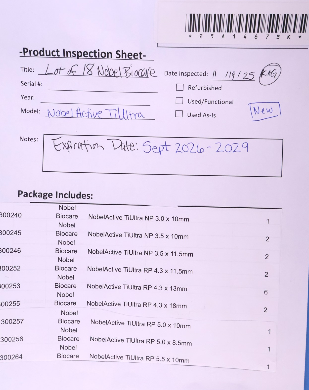 -Product Inspection Sheet-
Title: Lot of 18 Nobel Biocare
Date Inspected: 11/19/25
Serial #:
Refurbished
Year
Used/Functional
Model: NobelActive TiUltra
Used As-Is
New
Notes: Expiration Date: Sept 2026-2029
Package Includes:
300240 Nobel Biocare NobelActive TiUltra NP 3.0 x 10mm 1
300245 Nobel Biocare NobelActive TiUltra NP 3.5 x 10mm 2
300246 Nobel Biocare NobelActive TiUltra NP 3.5 x 11.5mm 2
300252 Nobel Biocare NobelActive TiUltra RP 4.3 x 11.5mm 2
300253 Nobel Biocare NobelActive TiUltra RP 4.3 x 13mm 6
300255 Nobel Biocare NobelActive TiUltra RP 4.3 x 18mm 2
300257 Nobel Biocare NobelActive TiUltra RP 5.0 x 10mm 1
300256 Nobel Biocare NobelActive TiUltra RP 5.0 x 8.5mm 1
300264 Nobel Biocare NobelActive TiUltra RP 5.5 x 10mm 1